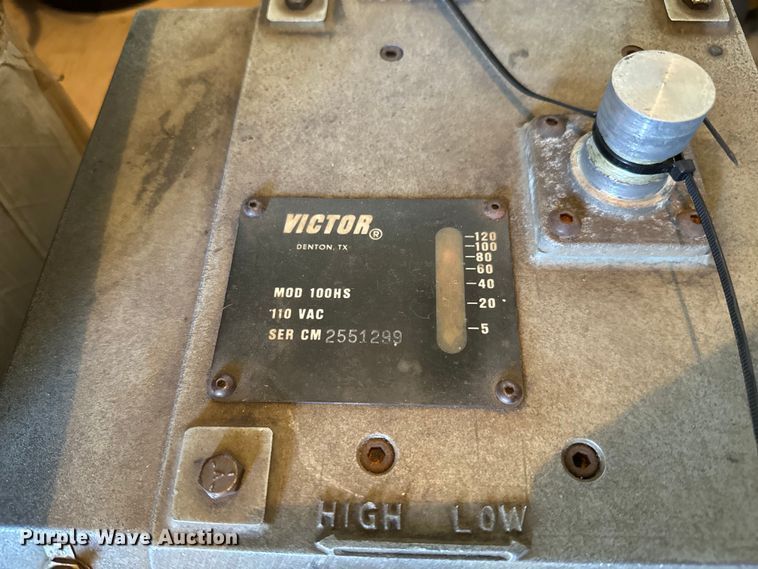 VICTOR®
DENTON, TX
MOD 100HS
110 VAC
SER CM 2551299
120
100
80
60
40
20
5
HIGH LOW
Purple Wave Auction